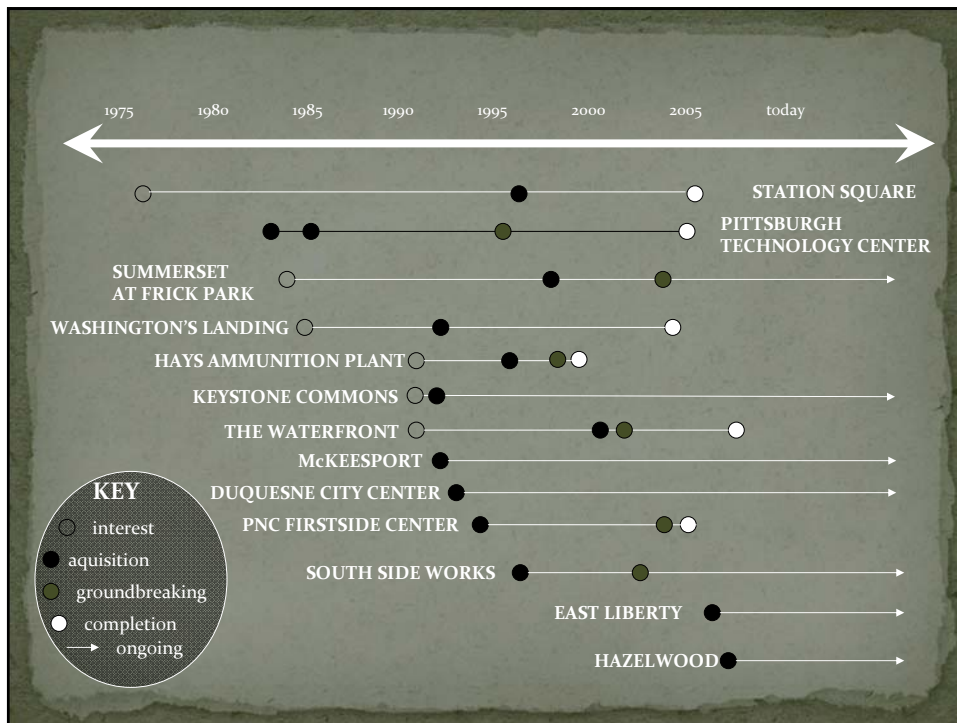 1975 1980 1985 1990 1995 2000 2005 today
STATION SQUARE
PITTSBURGH
TECHNOLOGY CENTER
SUMMERSET
AT FRICK PARK
WASHINGTON'S LANDING
HAYS AMMUNITION PLANT
KEYSTONE COMMONS
THE WATERFRONT
McKEESPORT
DUQUESNE CITY CENTER
PNC FIRSTSIDE CENTER
SOUTH SIDE WORKS
EAST LIBERTY
HAZELWOOD
KEY
interest
aquisition
groundbreaking
completion
ongoing